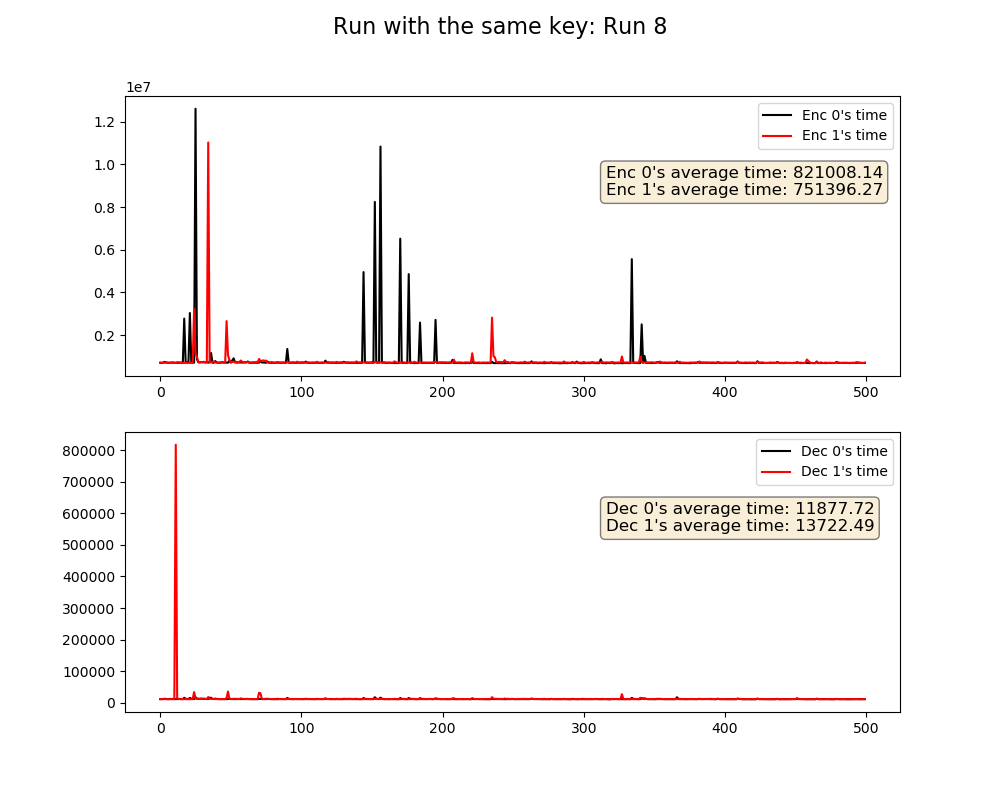 Run with the same key: Run 8
1e7
1.2
1.0
0.8
0.6
0.4
0.2
Enc 0's time
Enc 1's time
Enc 0's average time: 821008.14
Enc 1's average time: 751396.27
0 100 200 300 400 500
800000
700000
600000
500000
400000
300000
200000
100000
0
Dec 0's time
Dec 1's time
Dec 0's average time: 11877.72
Dec 1's average time: 13722.49
0 100 200 300 400 500